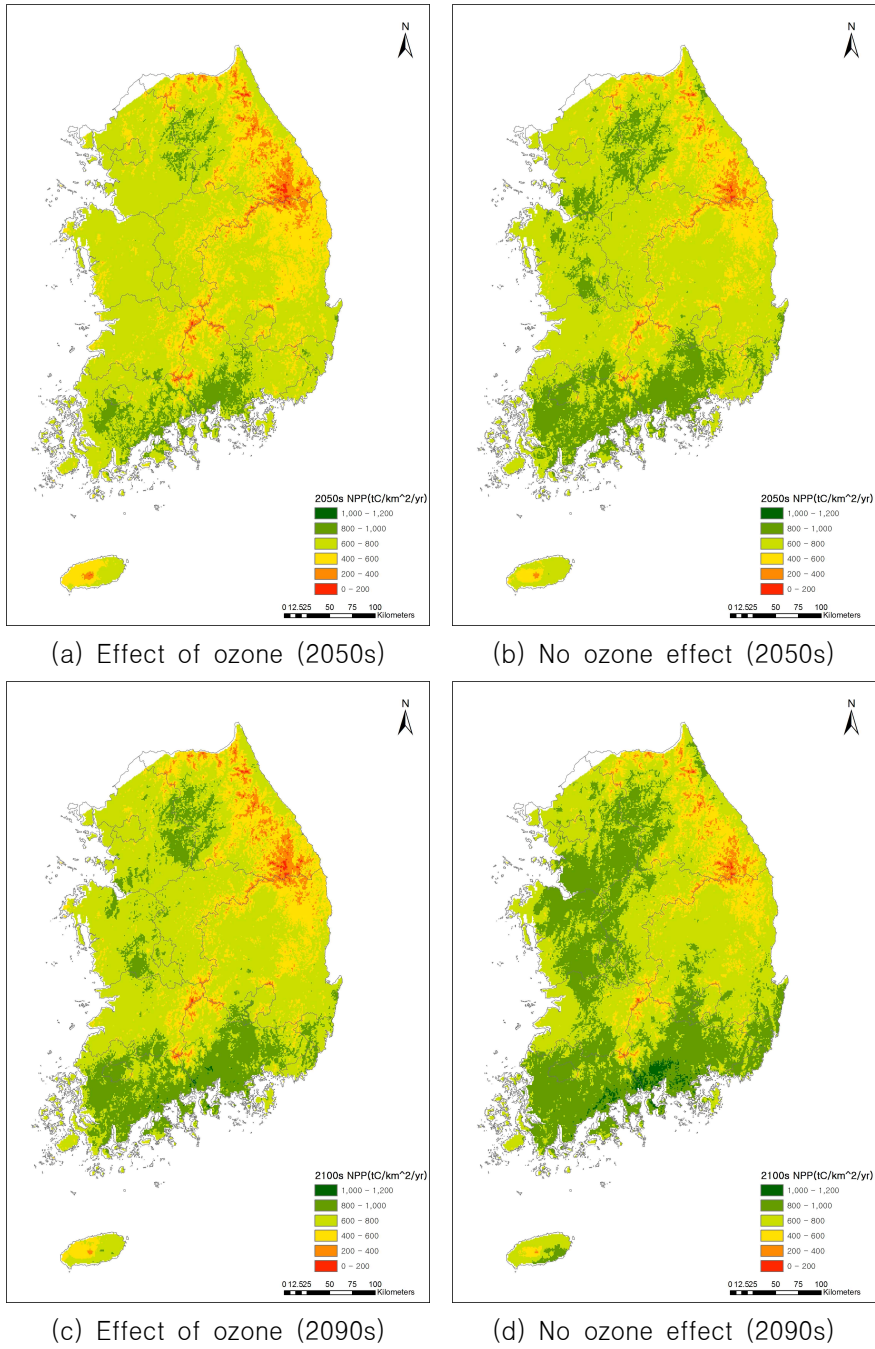 N
2050s NPP(tC/km^2/yr)
1,000 - 1,200
800 - 1,000
600 - 800
400 - 600
200 - 400
0 - 200
0 12.525 50 75 100
Kilometers
(a) Effect of ozone (2050s)
N
2050s NPP(tC/km^2/yr)
1,000 - 1,200
800 - 1,000
600 - 800
400 - 600
200 - 400
0 - 200
0 12.525 50 75 100
Kilometers
(b) No ozone effect (2050s)
N
2100s NPP(tC/km^2/yr)
1,000 - 1,200
800 - 1,000
600 - 800
400 - 600
200 - 400
0 - 200
0 12.525 50 75 100
Kilometers
(c) Effect of ozone (2090s)
N
2100s NPP(tC/km^2/yr)
1,000 - 1,200
800 - 1,000
600 - 800
400 - 600
200 - 400
0 - 200
0 12.525 50 75 100
Kilometers
(d) No ozone effect (2090s)